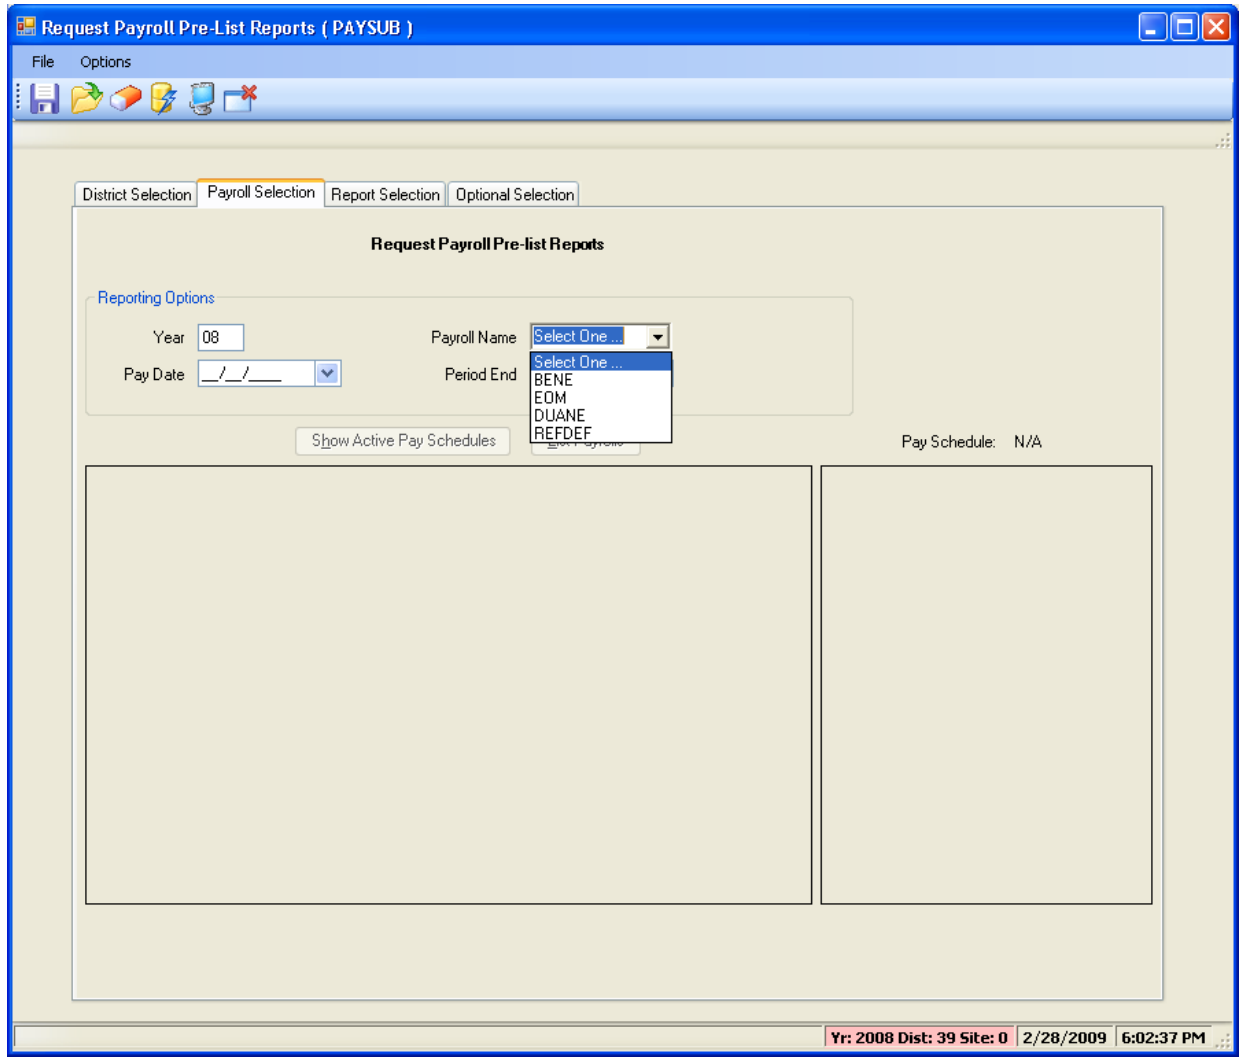 Request Payroll Pre-List Reports ( PAYSUB )
File Options
District Selection Payroll Selection Report Selection Optional Selection
Request Payroll Pre-list Reports
Reporting Options
Year 08 Payroll Name Select One ...
Pay Date __/__/____ Period End
Select One ...
BENE
EOM
DUANE
REFDEF
Show Active Pay Schedules
Pay Schedule: N/A
Yr: 2008 Dist: 39 Site: 0 2/28/2009 6:02:37 PM